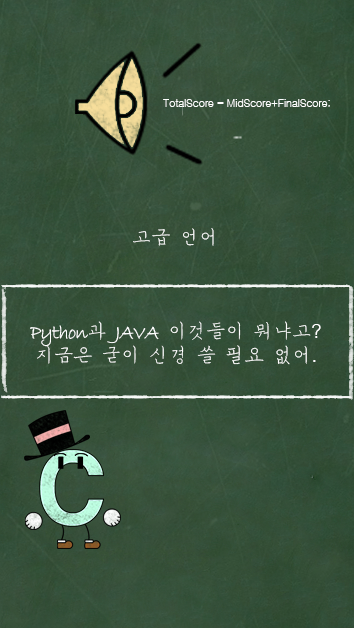 TotalScore = MidScore+FinalScore;
고급 언어
Python과 JAVA 이것들이 뭐냐고?
지금은 굳이 신경 쓸 필요 없어.
C